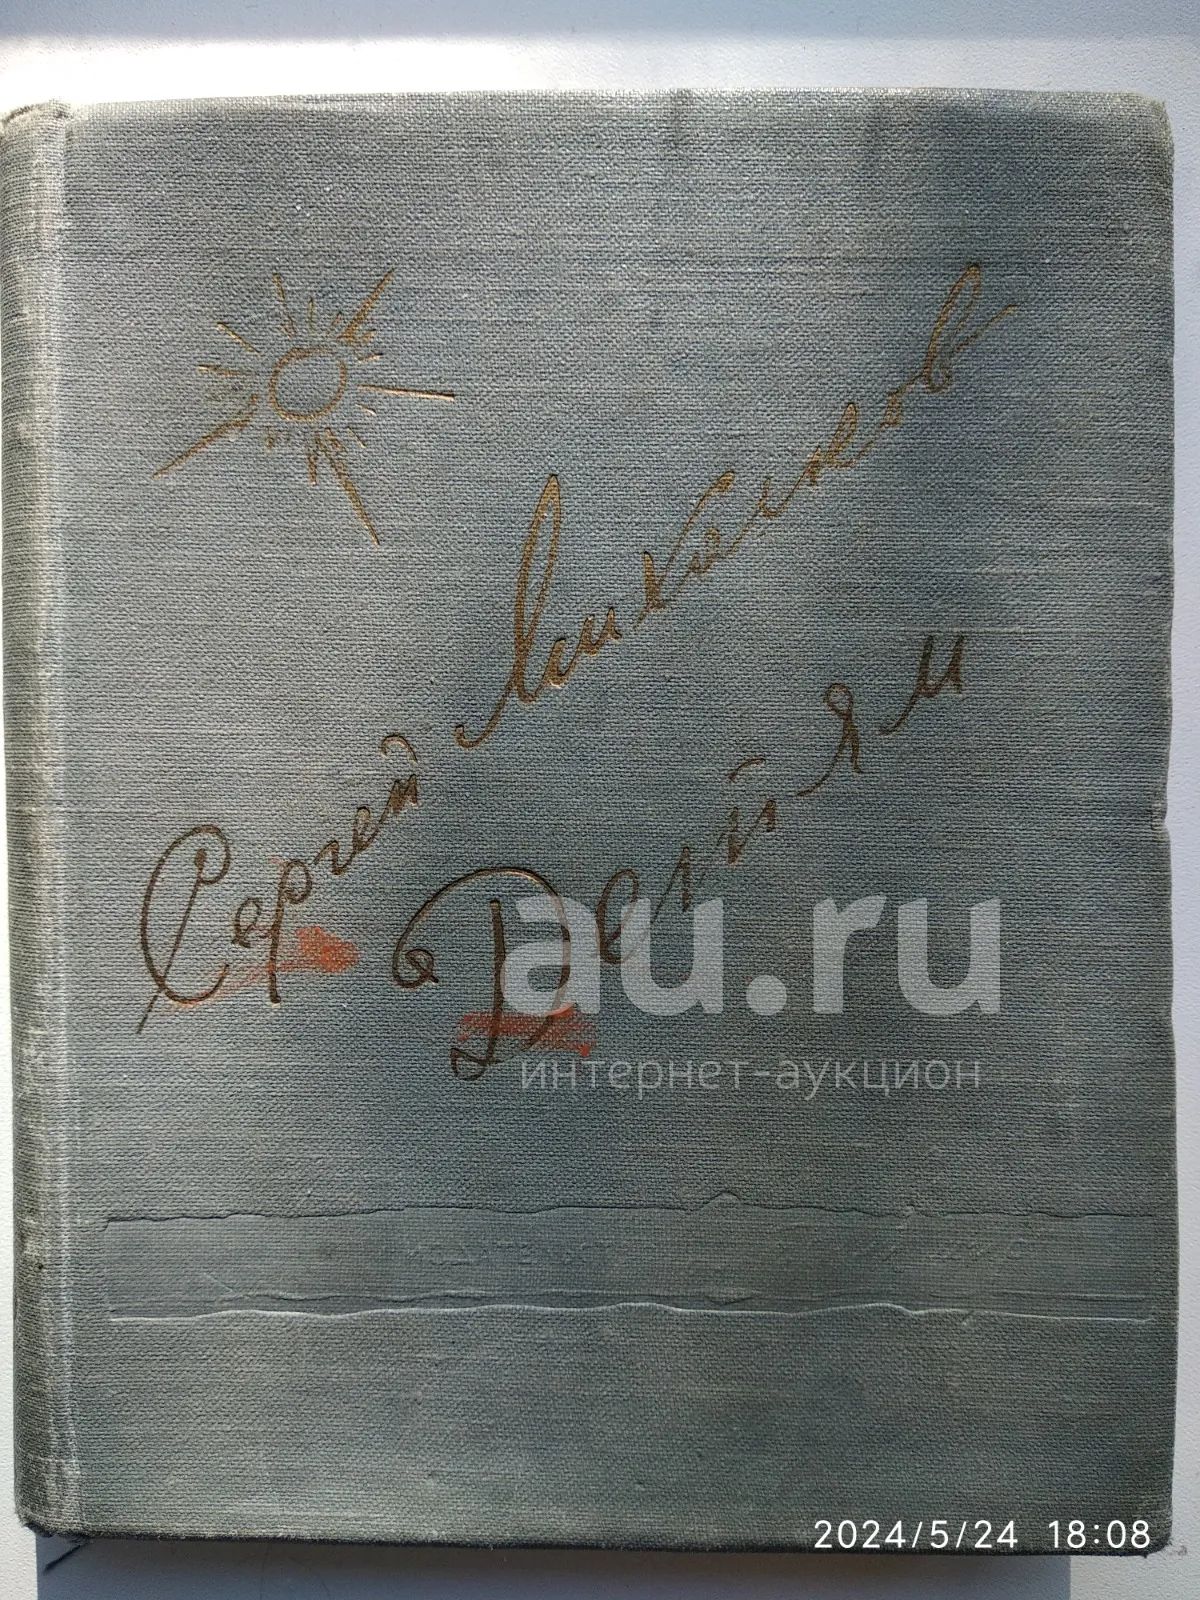 Сергей Михалков
Детям
au.ru
интернет-аукцион
2024/5/24 18:08